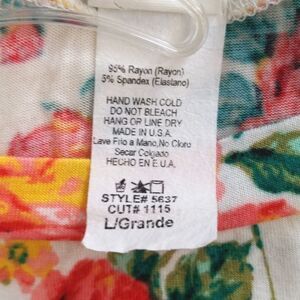 95% Rayon (Rayon)
5% Spandex (Elastano)
HAND WASH COLD
DO NOT BLEACH
HANG OR LINE DRY
MADE IN U.S.A.
Lave Frio a Mano,No Cloro
Secar Colgado
HECHO EN E.U.A.
STYLE# 5637
CUT# 1115
L/Grande